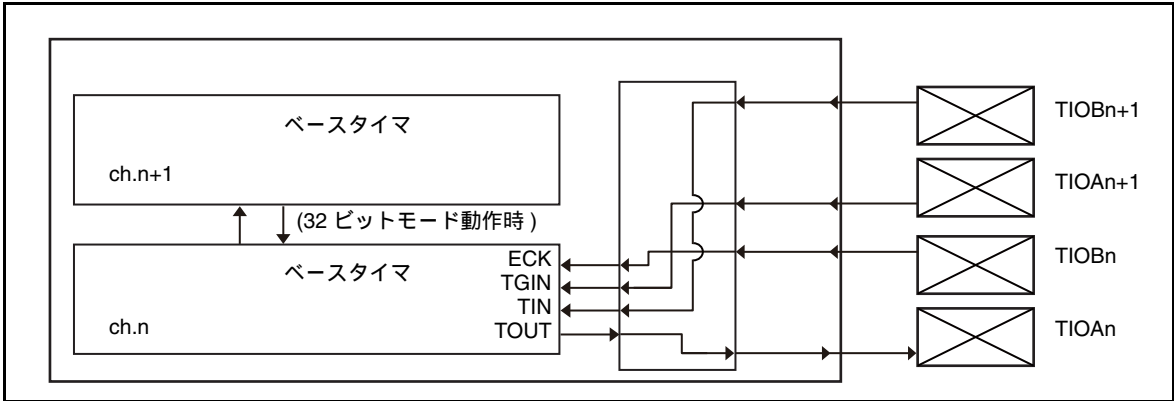 ベースタイマ
ch.n+1
(32 ビットモード動作時 )
ベースタイマ
ch.n
ECK
TGIN
TIN
TOUT
TIOBn+1
TIOAn+1
TIOBn
TIOAn